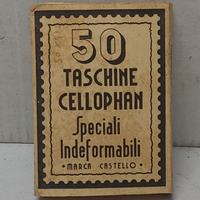 50
TASCHINE
CELLOPHAN
Speciali
Indeformabili
• MARCA CASTELLO •